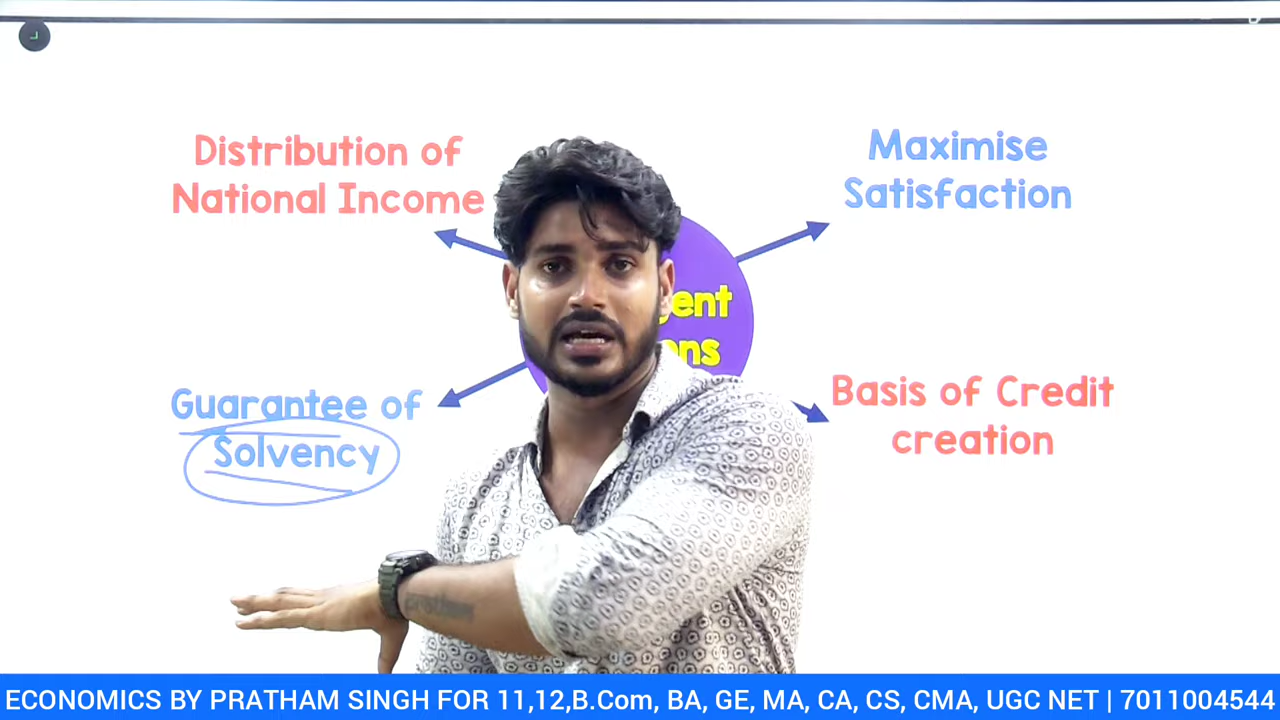 Distribution of
National Income
Maximise
Satisfaction
Guarantee of
Solvency
Basis of Credit
creation
ECONOMICS BY PRATHAM SINGH FOR 11,12,B.Com, BA, GE, MA, CA, CS, CMA, UGC NET | 7011004544